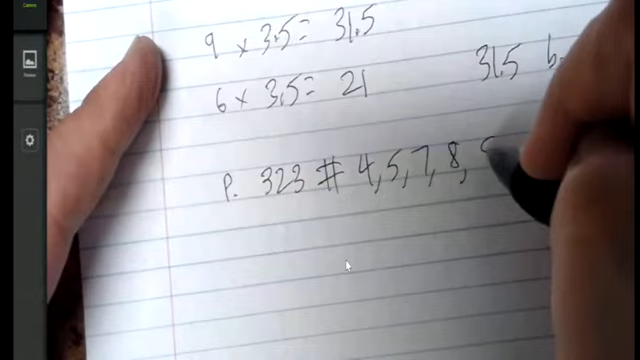 9 x 3.5 = 31.5
6 x 3.5 = 21
31.5
p. 323 # 4, 5, 7, 8,